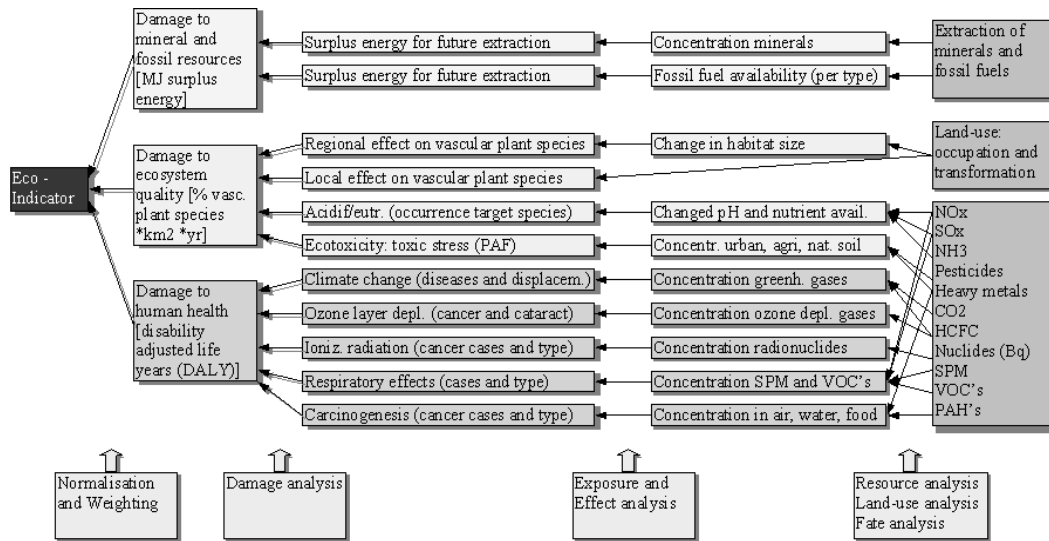 Damage to
mineral and
fossil resources
[MJ surplus
energy]
Surplus energy for future extraction
Concentration minerals
Extraction of
minerals and
fossil fuels
Surplus energy for future extraction
Fossil fuel availability (per type)
Eco -
Indicator
Damage to
ecosystem
quality [% vasc.
plant species
*km2 *yr]
Regional effect on vascular plant species
Change in habitat size
Land-use:
occupation and
transformation
Local effect on vascular plant species
Acidif/eutr. (occurrence target species)
Changed pH and nutrient avail.
Ecotoxicity: toxic stress (PAF)
Concentr. urban, agri, nat. soil
NOx
SOx
NH3
Pesticides
Heavy metals
CO2
HCFC
Nuclides (Bq)
SPM
VOC's
PAH's
Damage to
human health
[disability
adjusted life
years (DALY)]
Climate change (diseases and displacem.)
Concentration greenh. gases
Ozone layer depl. (cancer and cataract)
Concentration ozone depl. gases
Ioniz. radiation (cancer cases and type)
Concentration radionuclides
Respiratory effects (cases and type)
Concentration SPM and VOC's
Carcinogenesis (cancer cases and type)
Concentration in air, water, food
Normalisation
and Weighting
Damage analysis
Exposure and
Effect analysis
Resource analysis
Land-use analysis
Fate analysis